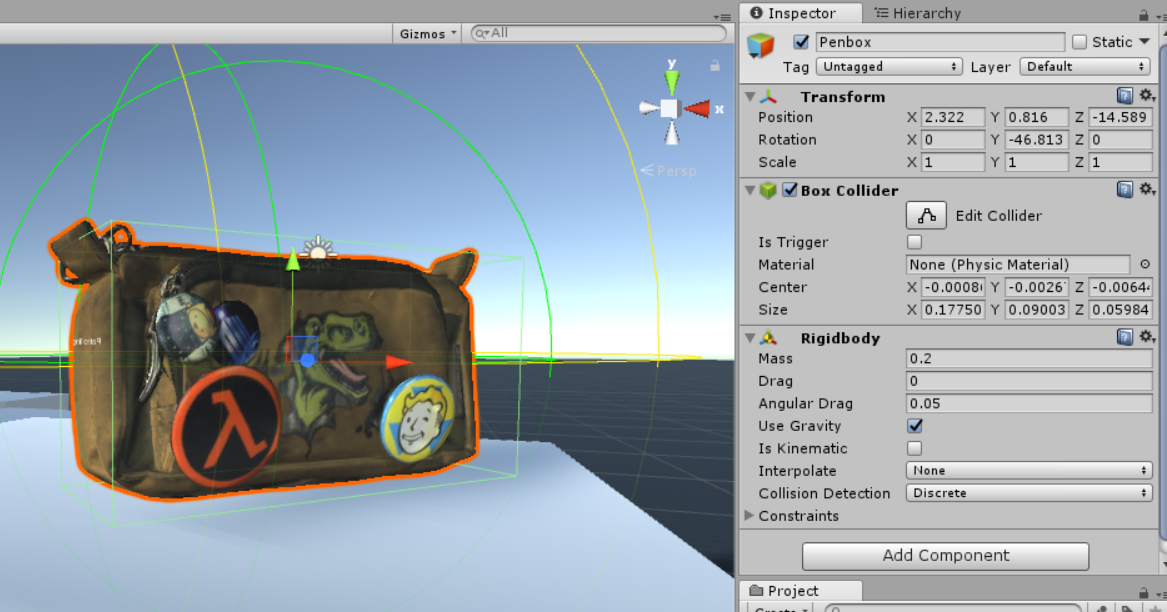 Gizmos
All
y
x
Persp
Inspector
Hierarchy
Penbox
Static
Tag Untagged Layer Default
Transform
Position X 2.322 Y 0.816 Z -14.589
Rotation X 0 Y -46.813 Z 0
Scale X 1 Y 1 Z 1
Box Collider
Edit Collider
Is Trigger
Material None (Physic Material)
Center X -0.0008 Y -0.0026 Z -0.0064
Size X 0.17750 Y 0.09003 Z 0.05984
Rigidbody
Mass 0.2
Drag 0
Angular Drag 0.05
Use Gravity
Is Kinematic
Interpolate None
Collision Detection Discrete
Constraints
Add Component
Project
Create
λ